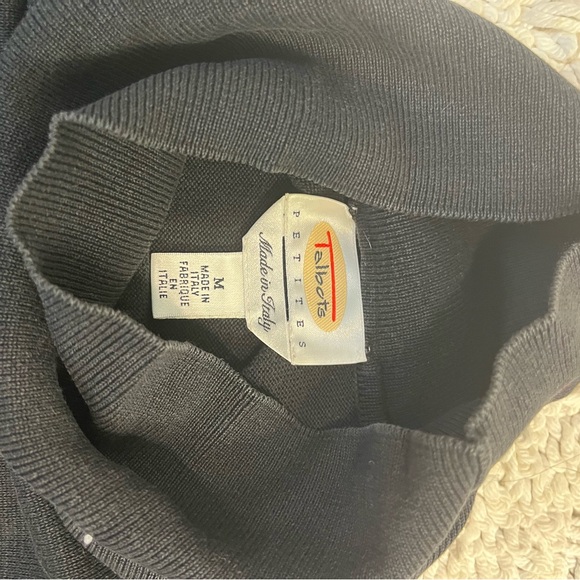 Talbots
PETITES
Made in Italy
M
MADE IN
ITALY
FABRIQUE
EN
ITALIE